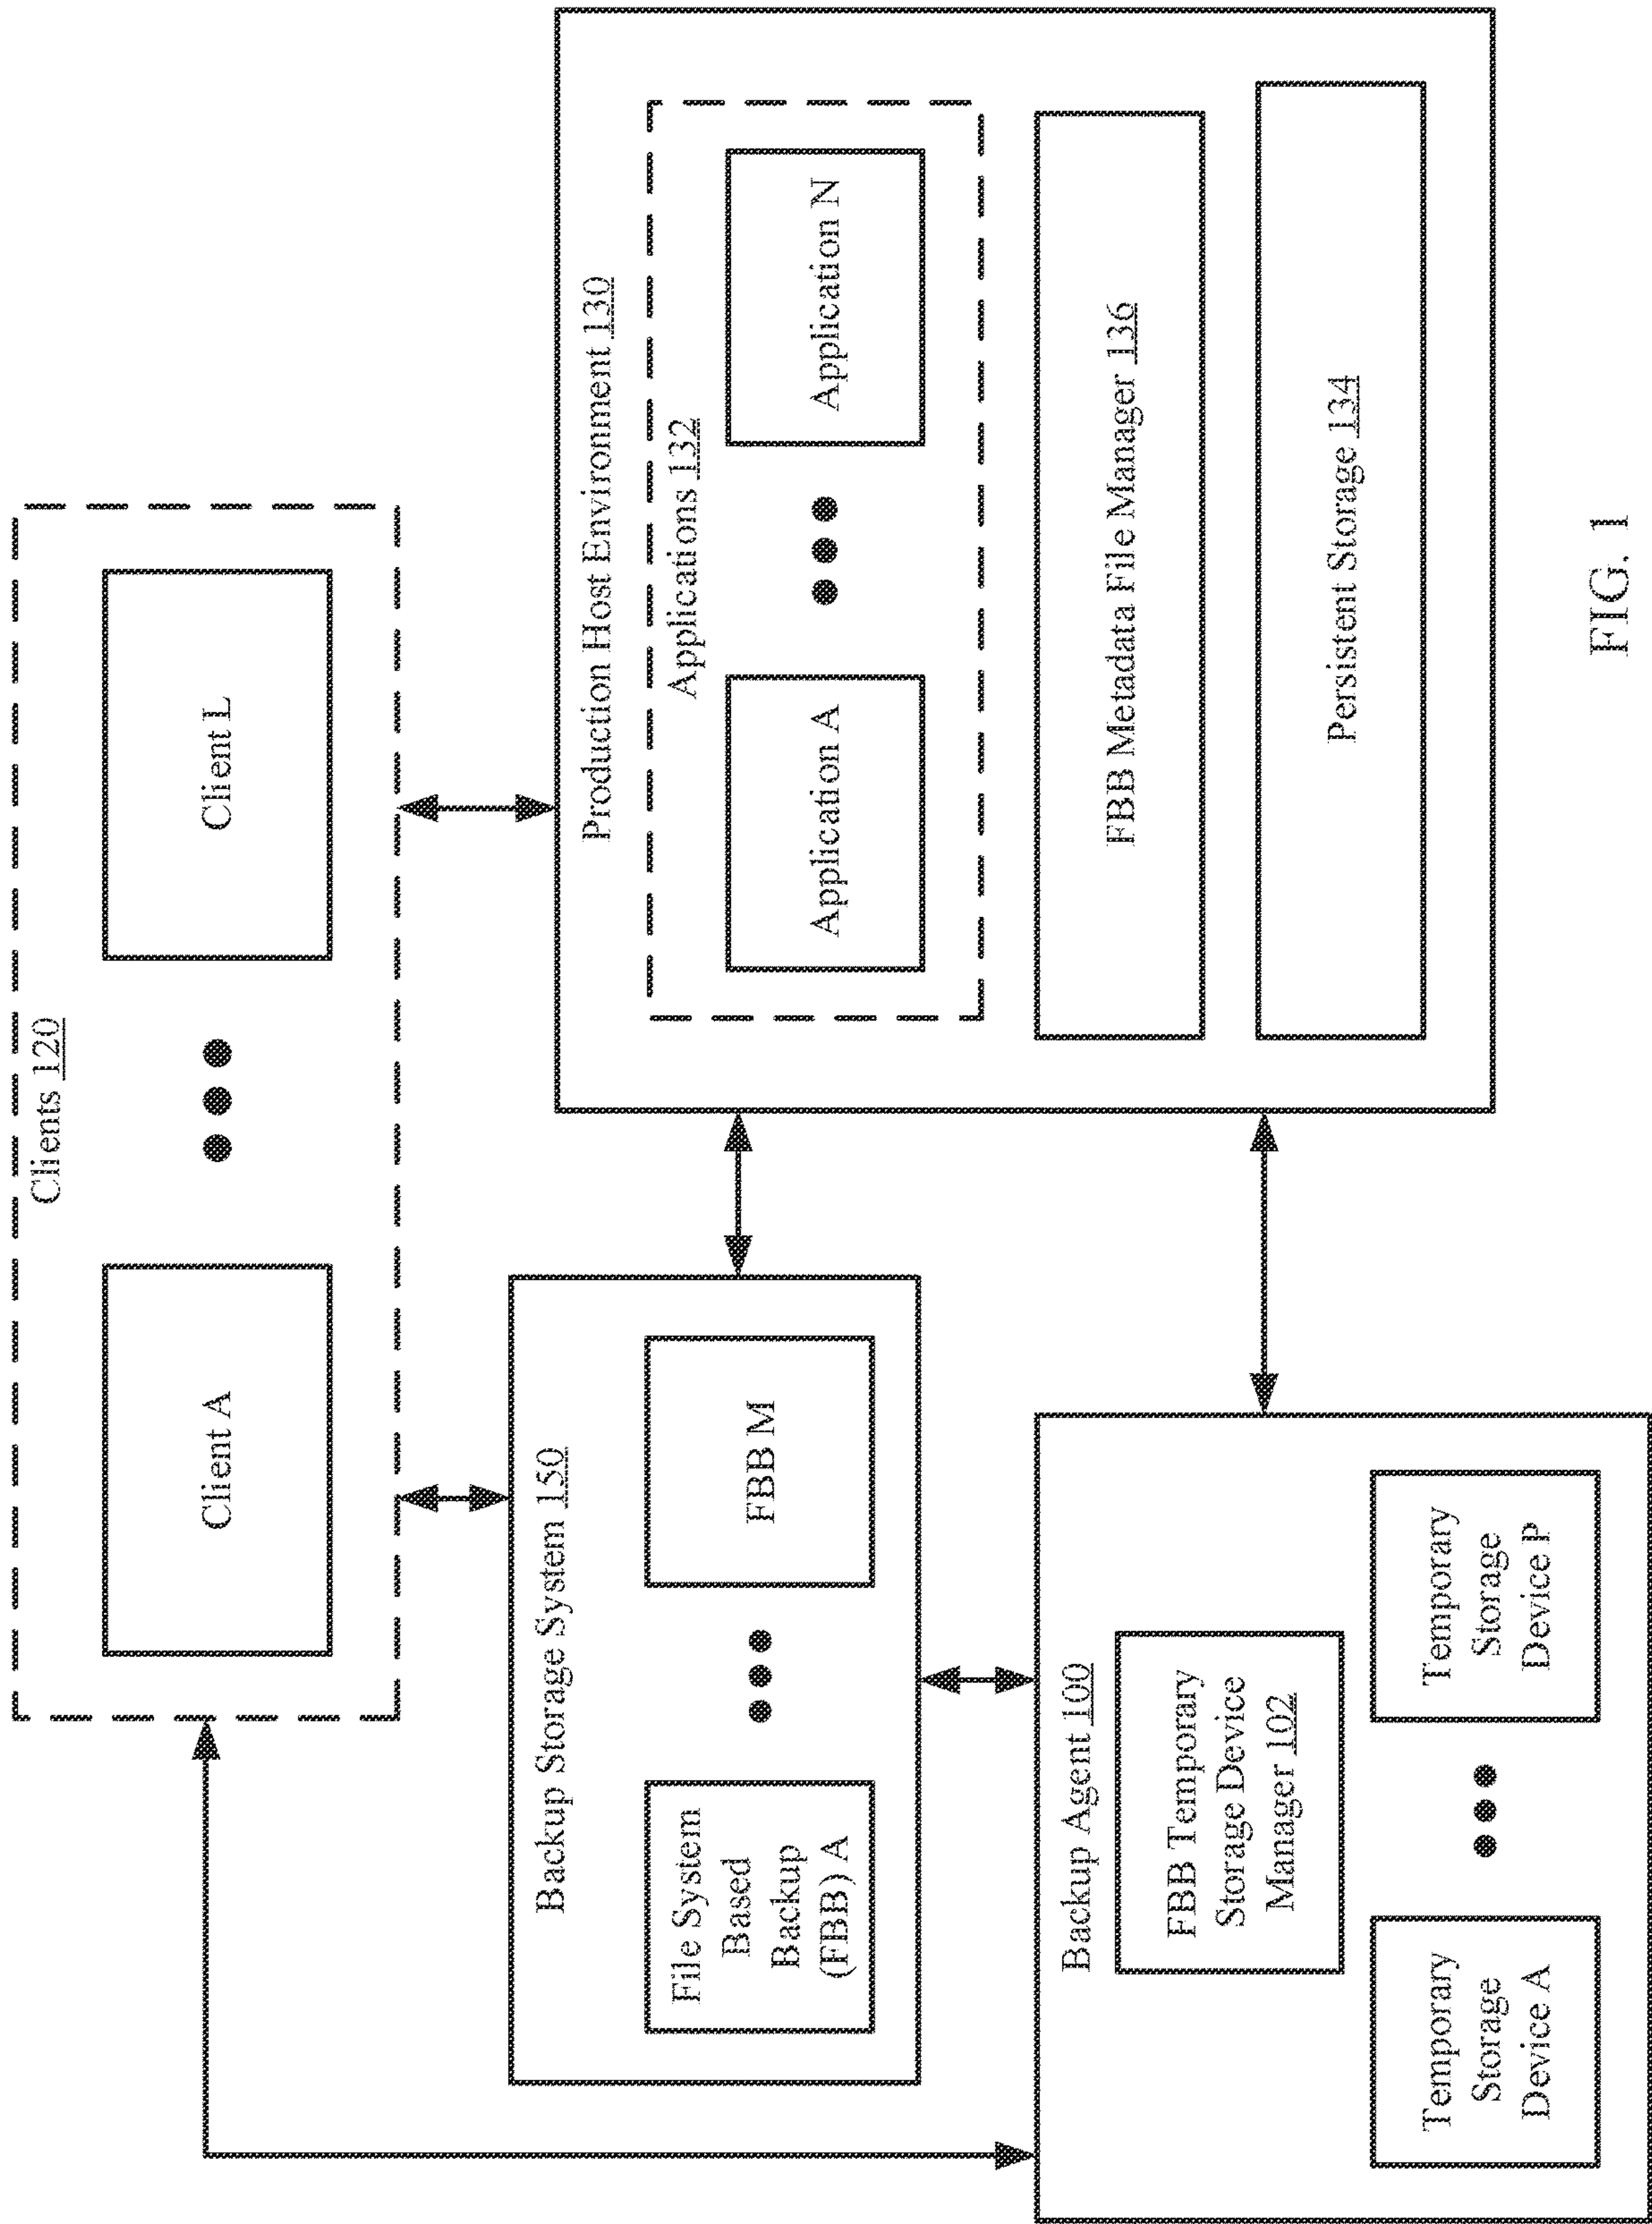 Clients 120
Client A
Client L
Backup Storage System 150
File System
Based
Backup
(FBB) A
FBB M
Backup Agent 100
FBB Temporary
Storage Device
Manager 102
Temporary
Storage
Device A
Temporary
Storage
Device P
Production Host Environment 130
Applications 132
Application A
Application N
FBB Metadata File Manager 136
Persistent Storage 134
FIG. 1